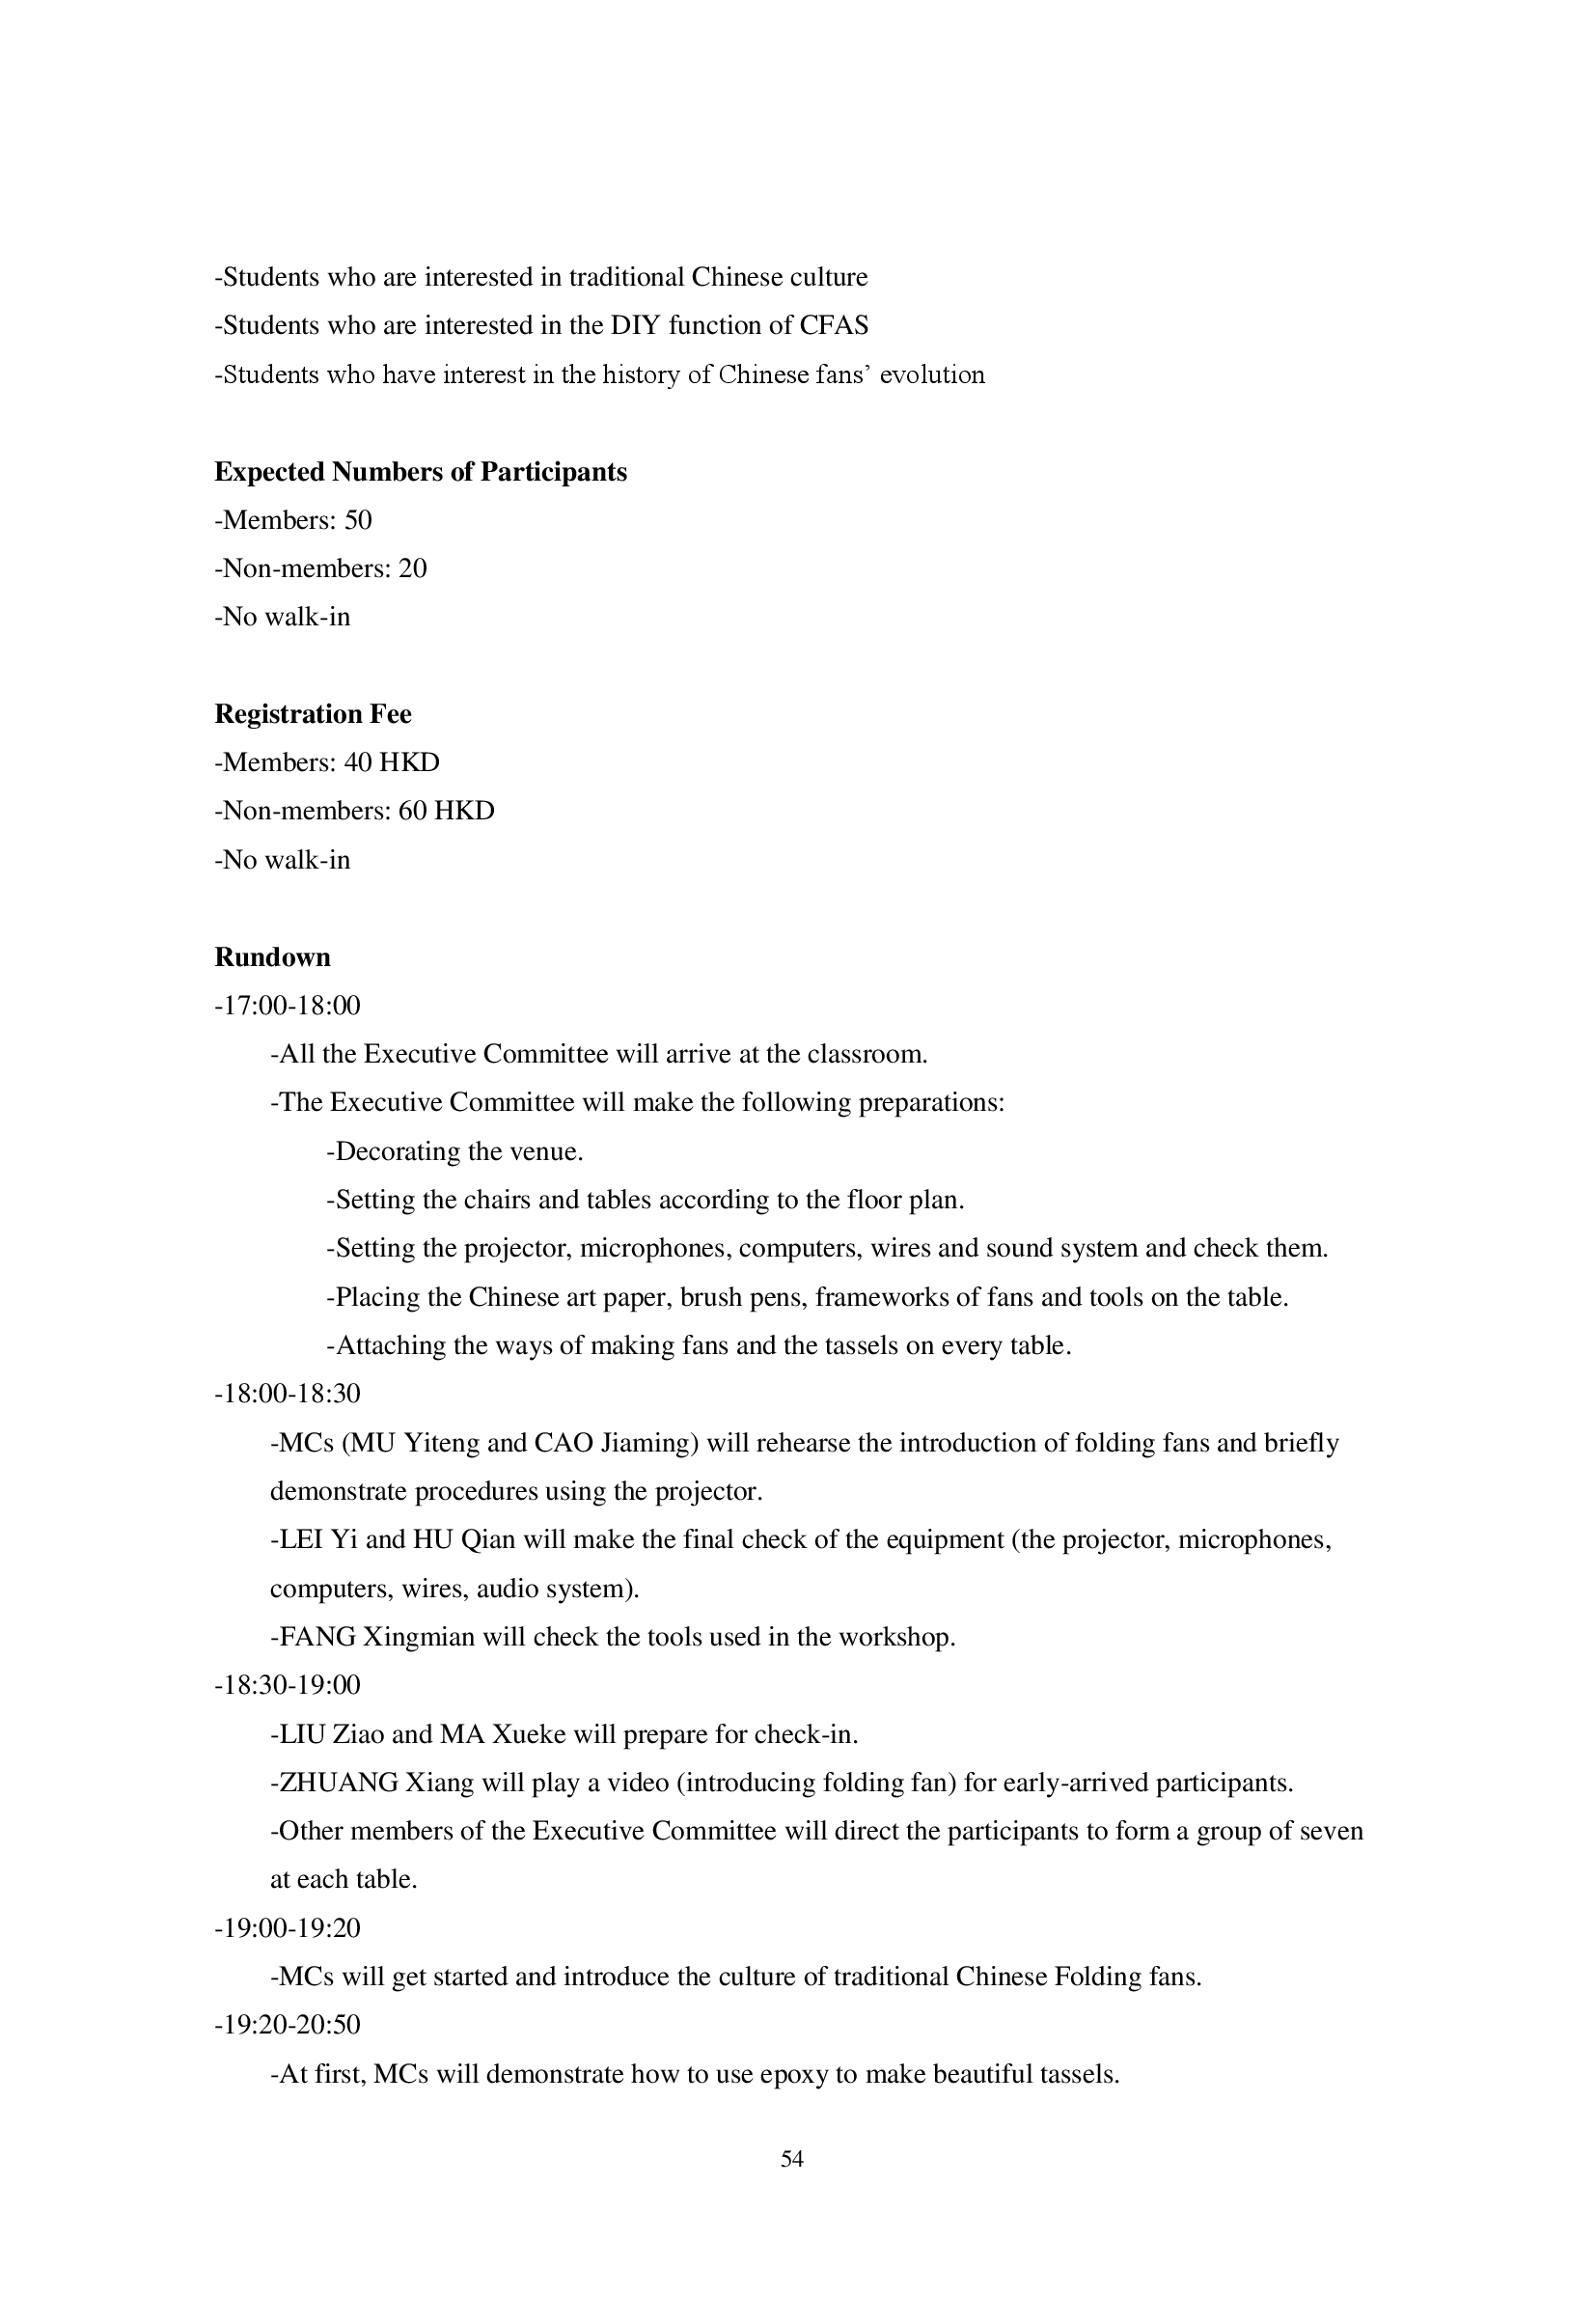 -Students who are interested in traditional Chinese culture
-Students who are interested in the DIY function of CFAS
-Students who have interest in the history of Chinese fans’ evolution
Expected Numbers of Participants
-Members: 50
-Non-members: 20
-No walk-in
Registration Fee
-Members: 40 HKD
-Non-members: 60 HKD
-No walk-in
Rundown
-17:00-18:00
-All the Executive Committee will arrive at the classroom.
-The Executive Committee will make the following preparations:
-Decorating the venue.
-Setting the chairs and tables according to the floor plan.
-Setting the projector, microphones, computers, wires and sound system and check them.
-Placing the Chinese art paper, brush pens, frameworks of fans and tools on the table.
-Attaching the ways of making fans and the tassels on every table.
-18:00-18:30
-MCs (MU Yiteng and CAO Jiaming) will rehearse the introduction of folding fans and briefly
demonstrate procedures using the projector.
-LEI Yi and HU Qian will make the final check of the equipment (the projector, microphones,
computers, wires, audio system).
-FANG Xingmian will check the tools used in the workshop.
-18:30-19:00
-LIU Ziao and MA Xueke will prepare for check-in.
-ZHUANG Xiang will play a video (introducing folding fan) for early-arrived participants.
-Other members of the Executive Committee will direct the participants to form a group of seven
at each table.
-19:00-19:20
-MCs will get started and introduce the culture of traditional Chinese Folding fans.
-19:20-20:50
-At first, MCs will demonstrate how to use epoxy to make beautiful tassels.
54